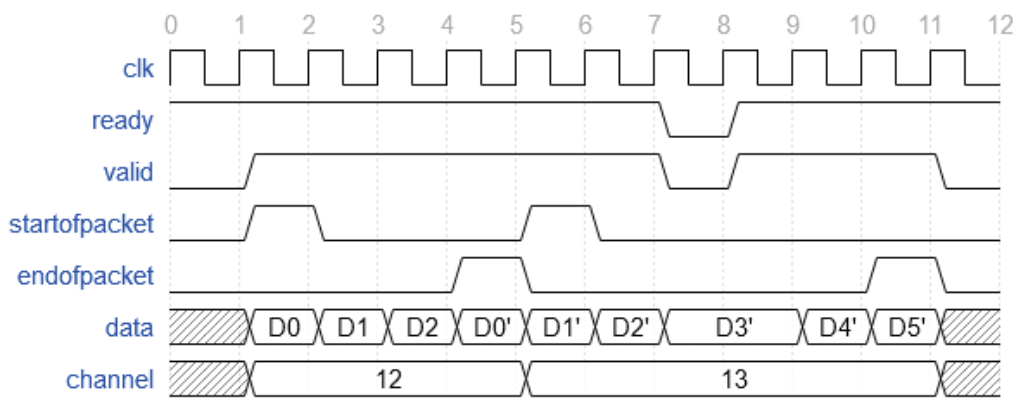 0 1 2 3 4 5 6 7 8 9 10 11 12
clk
ready
valid
startofpacket
endofpacket
data D0 D1 D2 D0' D1' D2' D3' D4' D5'
channel 12 13